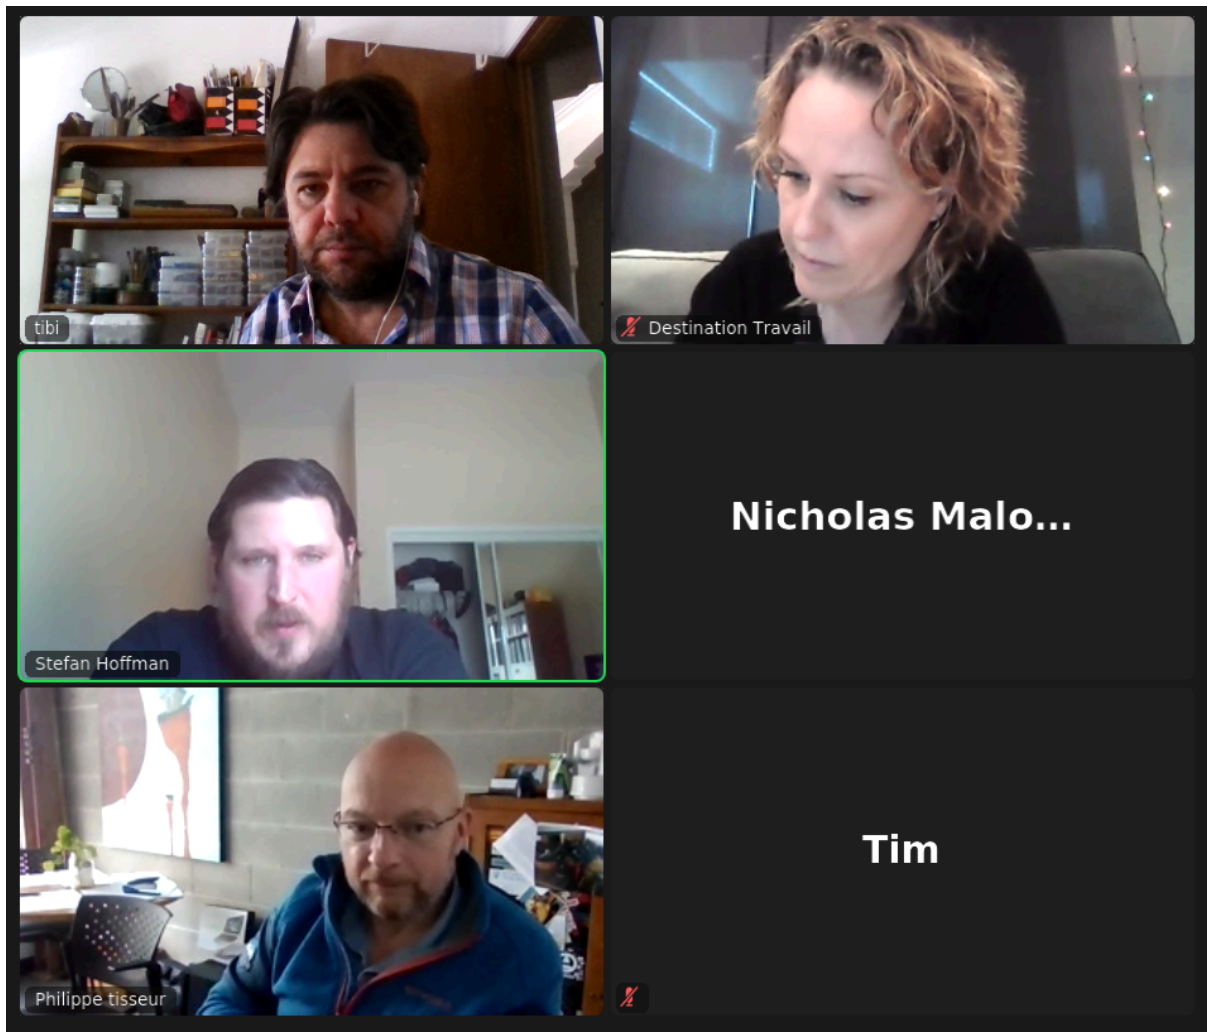 tibi
Destination Travail
Stefan Hoffman
Nicholas Malo...
Philippe tisseur
Tim